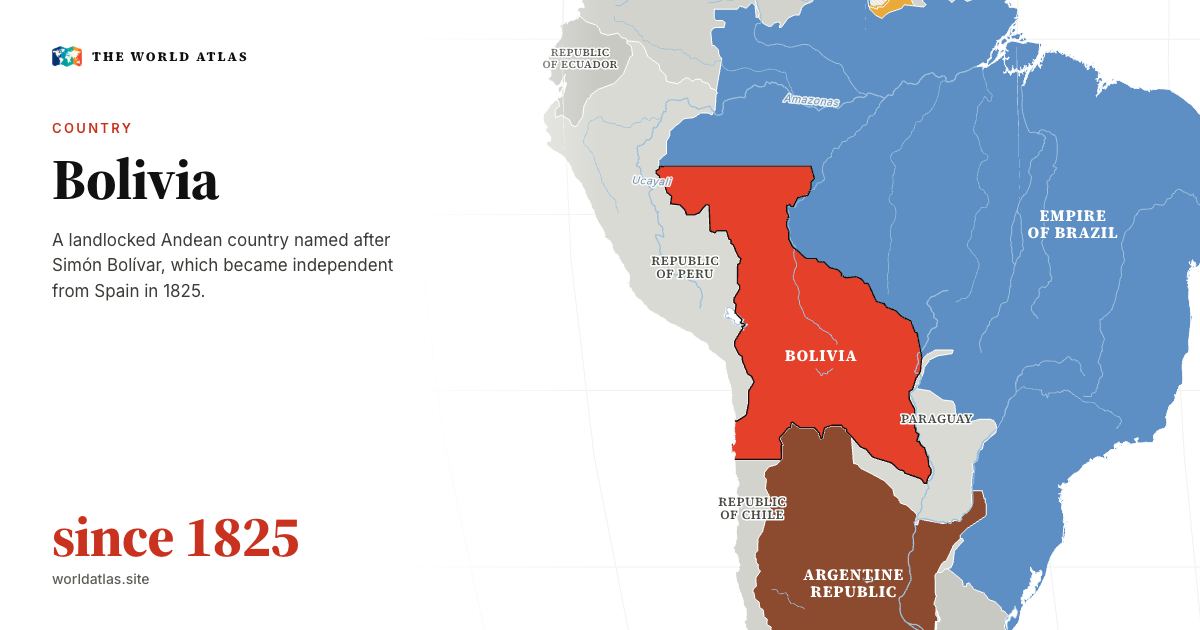 THE WORLD ATLAS
COUNTRY
Bolivia
A landlocked Andean country named after
Simón Bolívar, which became independent
from Spain in 1825.
since 1825
worldatlas.site
REPUBLIC
OF ECUADOR
Amazonas
Ucayali
EMPIRE
OF BRAZIL
REPUBLIC
OF PERU
BOLIVIA
PARAGUAY
REPUBLIC
OF CHILE
ARGENTINE
REPUBLIC